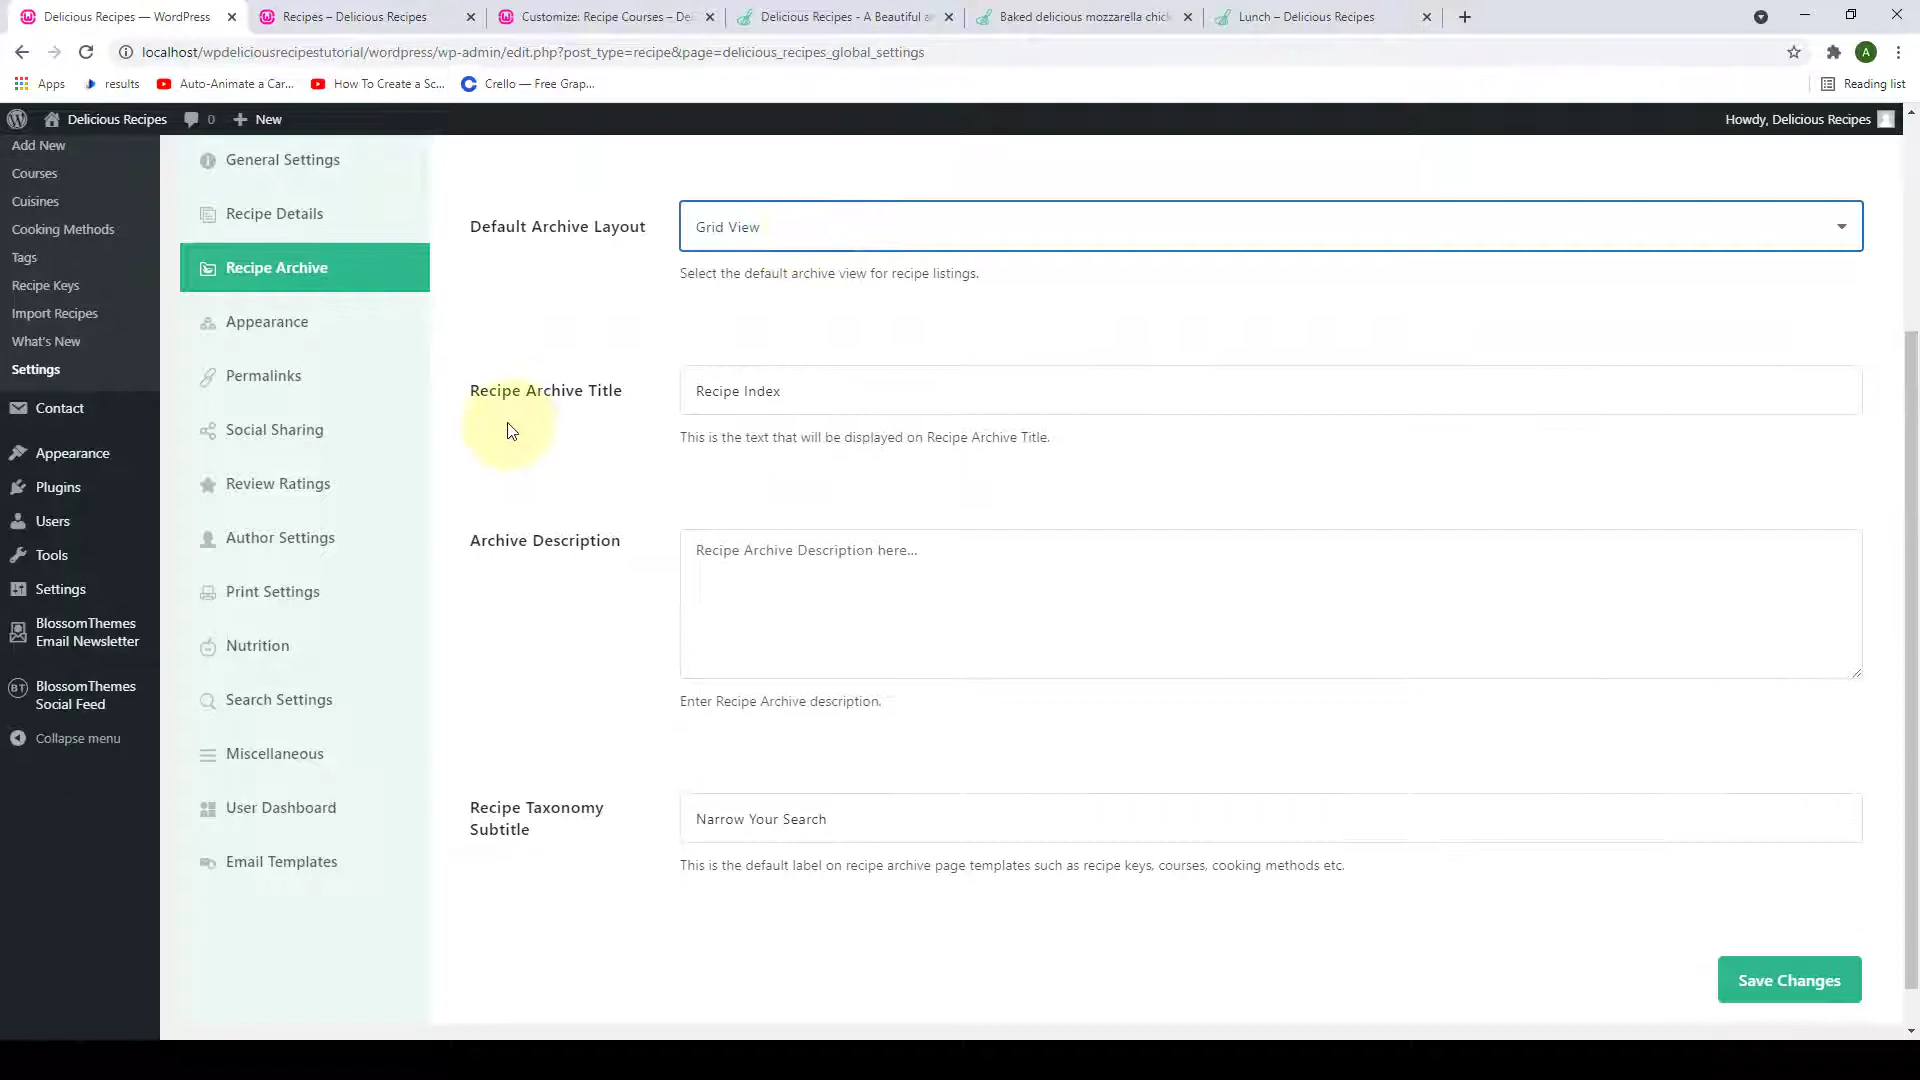 Delicious Recipes — WordPress
Recipes – Delicious Recipes
Customize: Recipe Courses – De
Delicious Recipes - A Beautiful a
Baked delicious mozzarella chick
Lunch – Delicious Recipes
localhost/wpdeliciousrecipestutorial/wordpress/wp-admin/edit.php?post_type=recipe&page=delicious_recipes_global_settings
A
Apps
results
Auto-Animate a Car...
How To Create a Sc...
Crello — Free Grap...
Reading list
Delicious Recipes
0
New
Howdy, Delicious Recipes
Add New
Courses
Cuisines
Cooking Methods
Tags
Recipe Keys
Import Recipes
What's New
Settings
Contact
Appearance
Plugins
Users
Tools
Settings
BlossomThemes
Email Newsletter
BT
BlossomThemes
Social Feed
Collapse menu
General Settings
Recipe Details
Recipe Archive
Appearance
Permalinks
Social Sharing
Review Ratings
Author Settings
Print Settings
Nutrition
Search Settings
Miscellaneous
User Dashboard
Email Templates
Default Archive Layout
Grid View
Select the default archive view for recipe listings.
Recipe Archive Title
Recipe Index
This is the text that will be displayed on Recipe Archive Title.
Archive Description
Recipe Archive Description here...
Enter Recipe Archive description.
Recipe Taxonomy
Subtitle
Narrow Your Search
This is the default label on recipe archive page templates such as recipe keys, courses, cooking methods etc.
Save Changes